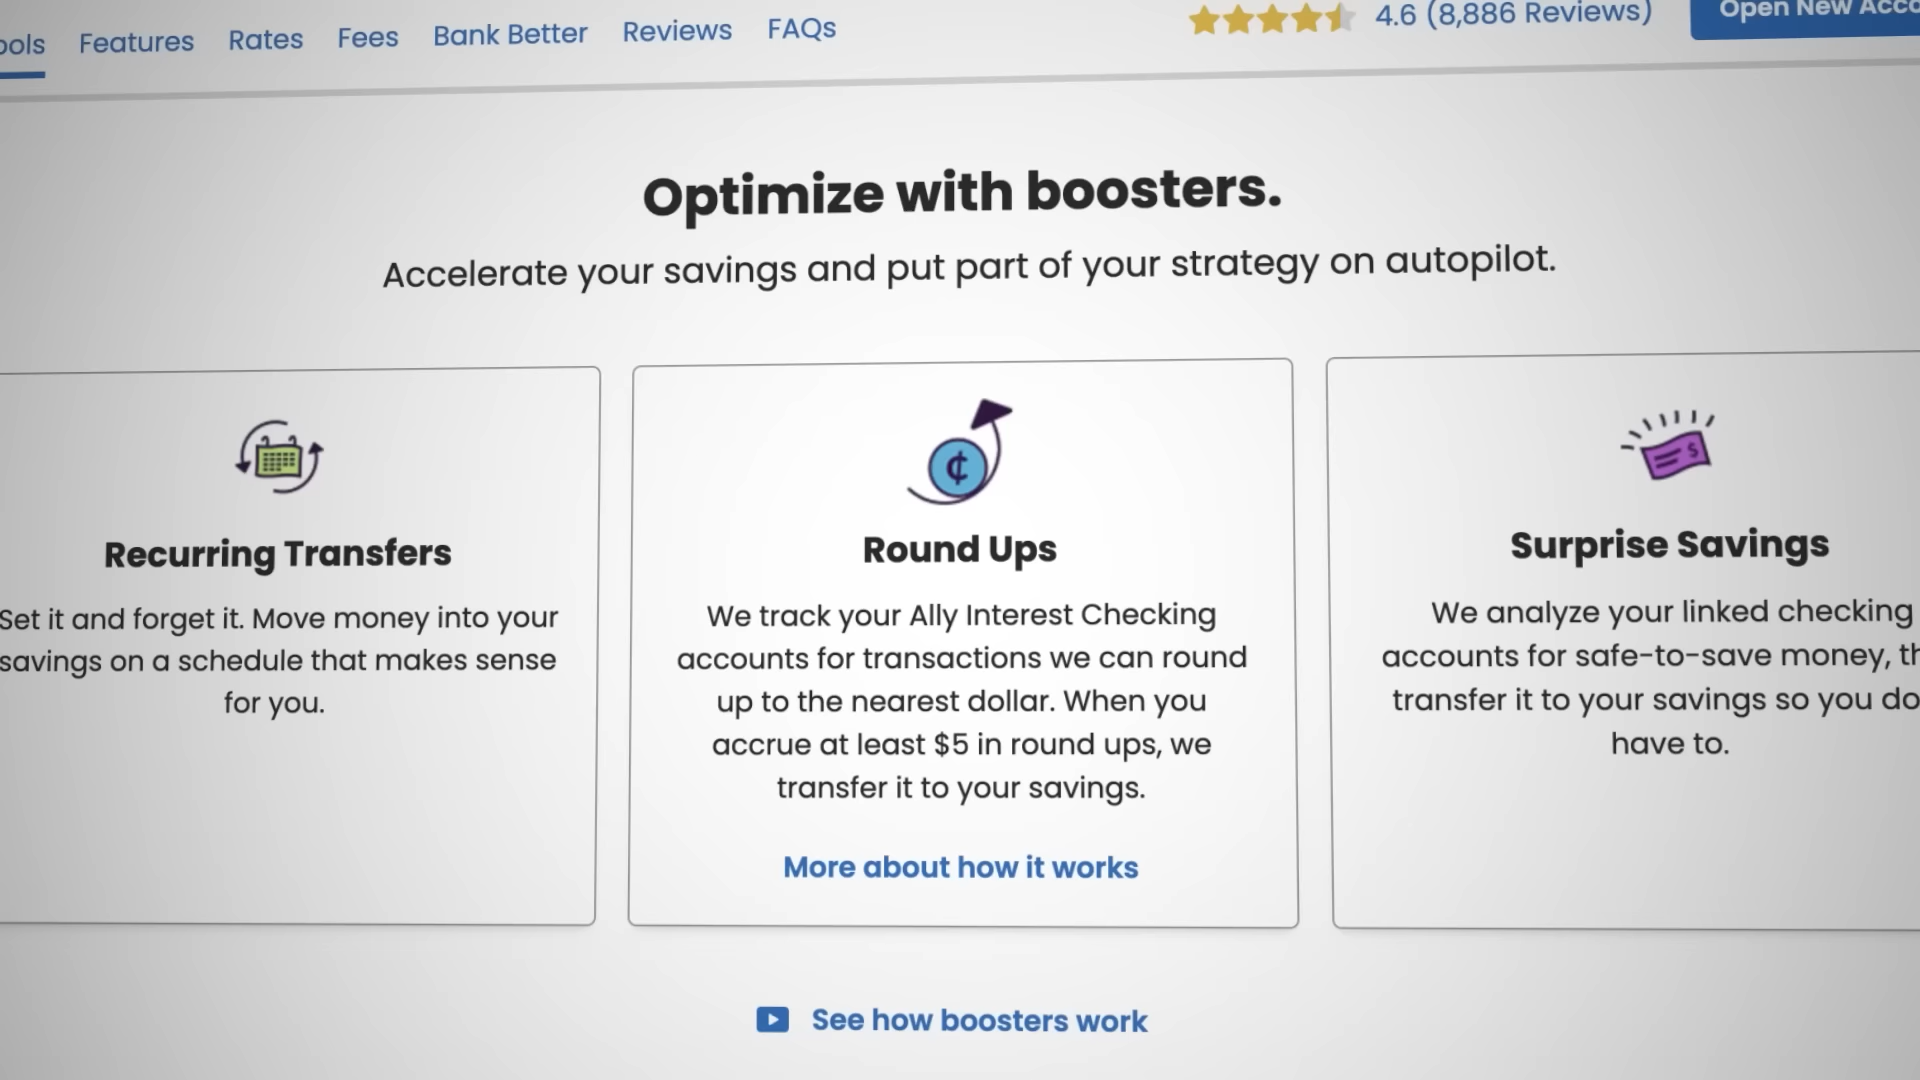 Features Rates Fees Bank Better Reviews FAQs 4.6 (8,886 Reviews) Open New
Optimize with boosters.
Accelerate your savings and put part of your strategy on autopilot.
Recurring Transfers
Set it and forget it. Move money into your
savings on a schedule that makes sense
for you.
¢
Round Ups
We track your Ally Interest Checking
accounts for transactions we can round
up to the nearest dollar. When you
accrue at least $5 in round ups, we
transfer it to your savings.
More about how it works
$
Surprise Savings
We analyze your linked checking
accounts for safe-to-save money,
transfer it to your savings so you
have to.
See how boosters work